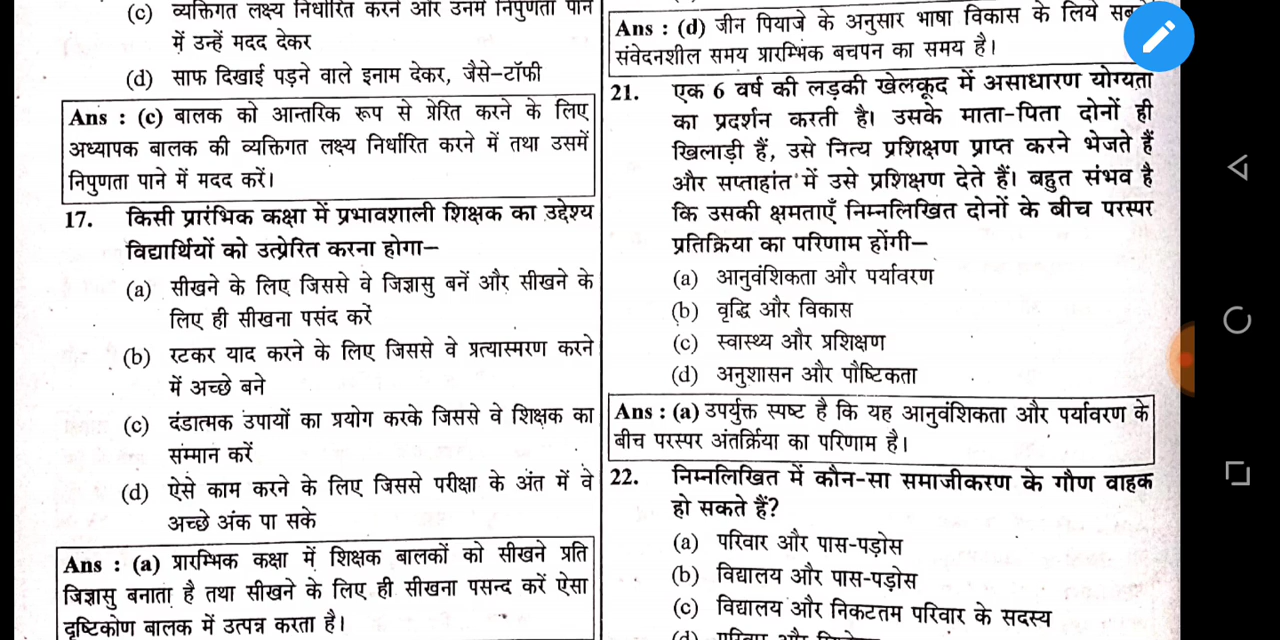 (c) व्यक्तिगत लक्ष्य निर्धारित करने और उनमें निपुणता पाने
में उन्हें मदद देकर
(d) साफ दिखाई पड़ने वाले इनाम देकर, जैसे–टॉफी
Ans : (c) बालक को आन्तरिक रूप से प्रेरित करने के लिए
अध्यापक बालक की व्यक्तिगत लक्ष्य निर्धारित करने में तथा उसमें
निपुणता पाने में मदद करें।
17. किसी प्रारंभिक कक्षा में प्रभावशाली शिक्षक का उद्देश्य
विद्यार्थियों को उत्प्रेरित करना होगा–
(a) सीखने के लिए जिससे वे जिज्ञासु बनें और सीखने के
लिए ही सीखना पसंद करें
(b) रटकर याद करने के लिए जिससे वे प्रत्यास्मरण करने
में अच्छे बने
(c) दंडात्मक उपायों का प्रयोग करके जिससे वे शिक्षक का
संम्मान करें
(d) ऐसे काम करने के लिए जिससे परीक्षा के अंत में वे
अच्छे अंक पा सके
Ans : (a) प्रारम्भिक कक्षा में शिक्षक बालकों को सीखने प्रति
जिज्ञासु बनाता है तथा सीखने के लिए ही सीखना पसन्द करें ऐसा
दृष्टिकोण बालक में उत्पन्न करता है।
Ans : (d) जीन पियाजे के अनुसार भाषा विकास के लिये
संवेदनशील समय प्रारम्भिक बचपन का समय है।
21. एक 6 वर्ष की लड़की खेलकूद में असाधारण योग्यता
का प्रदर्शन करती है। उसके माता-पिता दोनों ही
खिलाड़ी हैं, उसे नित्य प्रशिक्षण प्राप्त करने भेजते हैं
और सप्ताहांत में उसे प्रशिक्षण देते हैं। बहुत संभव है
कि उसकी क्षमताएँ निम्नलिखित दोनों के बीच परस्पर
प्रतिक्रिया का परिणाम होंगी–
(a) आनुवंशिकता और पर्यावरण
(b) वृद्धि और विकास
(c) स्वास्थ्य और प्रशिक्षण
(d) अनुशासन और पौष्टिकता
Ans : (a) उपर्युक्त स्पष्ट है कि यह आनुवंशिकता और पर्यावरण के
बीच परस्पर अंतर्क्रिया का परिणाम है।
22. निम्नलिखित में कौन-सा समाजीकरण के गौण वाहक
हो सकते हैं?
(a) परिवार और पास-पड़ोस
(b) विद्यालय और पास-पड़ोस
(c) विद्यालय और निकटतम परिवार के सदस्य